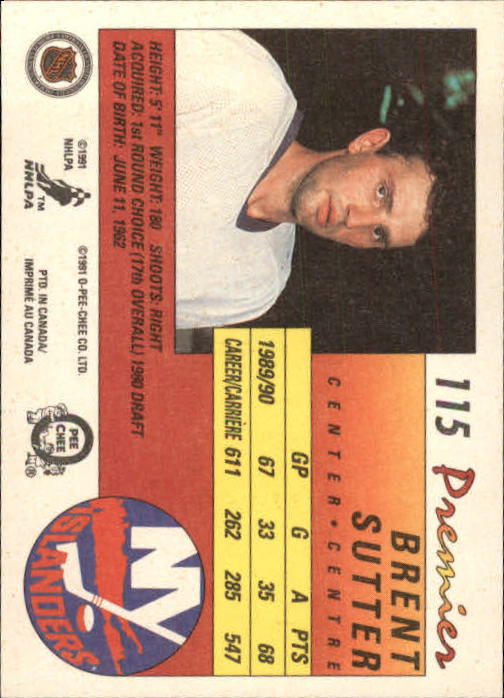 115 Premier
BRENT
SUTTER
CENTER • CENTRE
GP G A PTS
1989/90 67 33 35 68
CAREER/CARRIÈRE 611 262 285 547
HEIGHT: 5' 11" WEIGHT: 180 SHOOTS: RIGHT
ACQUIRED: 1st ROUND CHOICE (17th OVERALL) 1980 DRAFT
DATE OF BIRTH: JUNE 11, 1962
NHL
©1991
NHLPA
NHLPA™
©1991 O-PEE-CHEE CO. LTD.
PTD. IN CANADA/
IMPRIMÉ AU CANADA
O PEE CHEE
NY
ISLANDERS